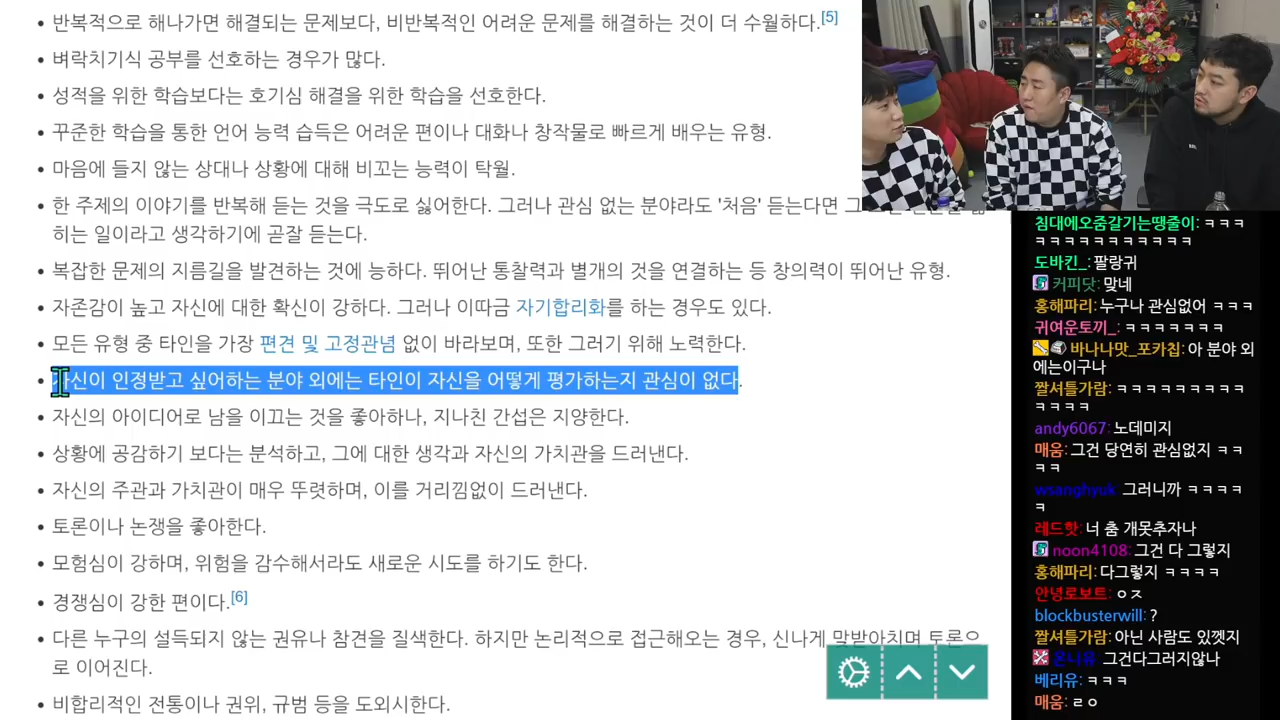 반복적으로 해나가면 해결되는 문제보다, 비반복적인 어려운 문제를 해결하는 것이 더 수월하다.[5]
벼락치기식 공부를 선호하는 경우가 많다.
성적을 위한 학습보다는 호기심 해결을 위한 학습을 선호한다.
꾸준한 학습을 통한 언어 능력 습득은 어려운 편이나 대화나 창작물로 빠르게 배우는 유형.
마음에 들지 않는 상대나 상황에 대해 비꼬는 능력이 탁월.
한 주제의 이야기를 반복해 듣는 것을 극도로 싫어한다. 그러나 관심 없는 분야라도 '처음' 듣는다면 그
히는 일이라고 생각하기에 곧잘 듣는다.
복잡한 문제의 지름길을 발견하는 것에 능하다. 뛰어난 통찰력과 별개의 것을 연결하는 등 창의력이 뛰어난 유형.
자존감이 높고 자신에 대한 확신이 강하다. 그러나 이따금 자기합리화를 하는 경우도 있다.
모든 유형 중 타인을 가장 편견 및 고정관념 없이 바라보며, 또한 그러기 위해 노력한다.
자신이 인정받고 싶어하는 분야 외에는 타인이 자신을 어떻게 평가하는지 관심이 없다.
자신의 아이디어로 남을 이끄는 것을 좋아하나, 지나친 간섭은 지양한다.
상황에 공감하기 보다는 분석하고, 그에 대한 생각과 자신의 가치관을 드러낸다.
자신의 주관과 가치관이 매우 뚜렷하며, 이를 거리낌없이 드러낸다.
토론이나 논쟁을 좋아한다.
모험심이 강하며, 위험을 감수해서라도 새로운 시도를 하기도 한다.
경쟁심이 강한 편이다.[6]
다른 누구의 설득되지 않는 권유나 참견을 질색한다. 하지만 논리적으로 접근해오는 경우, 신나게 맞받아치며 토론으
로 이어진다.
비합리적인 전통이나 권위, 규범 등을 도외시한다.
침대에오줌갈기는땡줄이: ㅋㅋㅋ
ㅋㅋㅋㅋㅋㅋㅋㅋㅋㅋㅋ
도바킨_: 팔랑귀
커피닷: 맞네
홍해파리: 누구나 관심없어 ㅋㅋㅋ
귀여운토끼_: ㅋㅋㅋㅋㅋㅋㅋ
바나나맛_포카칩: 아 분야 외
에는이구나
짤셔틀가람: ㅋㅋㅋㅋㅋㅋㅋㅋㅋ
ㅋㅋㅋㅋ
andy6067: 노데미지
매움: 그건 당연히 관심없지 ㅋㅋ
ㅋㅋ
wsanghyuk: 그러니까 ㅋㅋㅋㅋ
ㅋ
레드핫: 너 춤 개못추자나
noon4108: 그건 다 그렇지
홍해파리: 다그렇지 ㅋㅋㅋㅋ
안녕로보트: ㅇㅈ
blockbusterwill: ?
짤셔틀가람: 아닌 사람도 있껫지
온니유: 그건다그러지않나
베리유: ㅋㅋㅋ
매움: ㄹㅇ